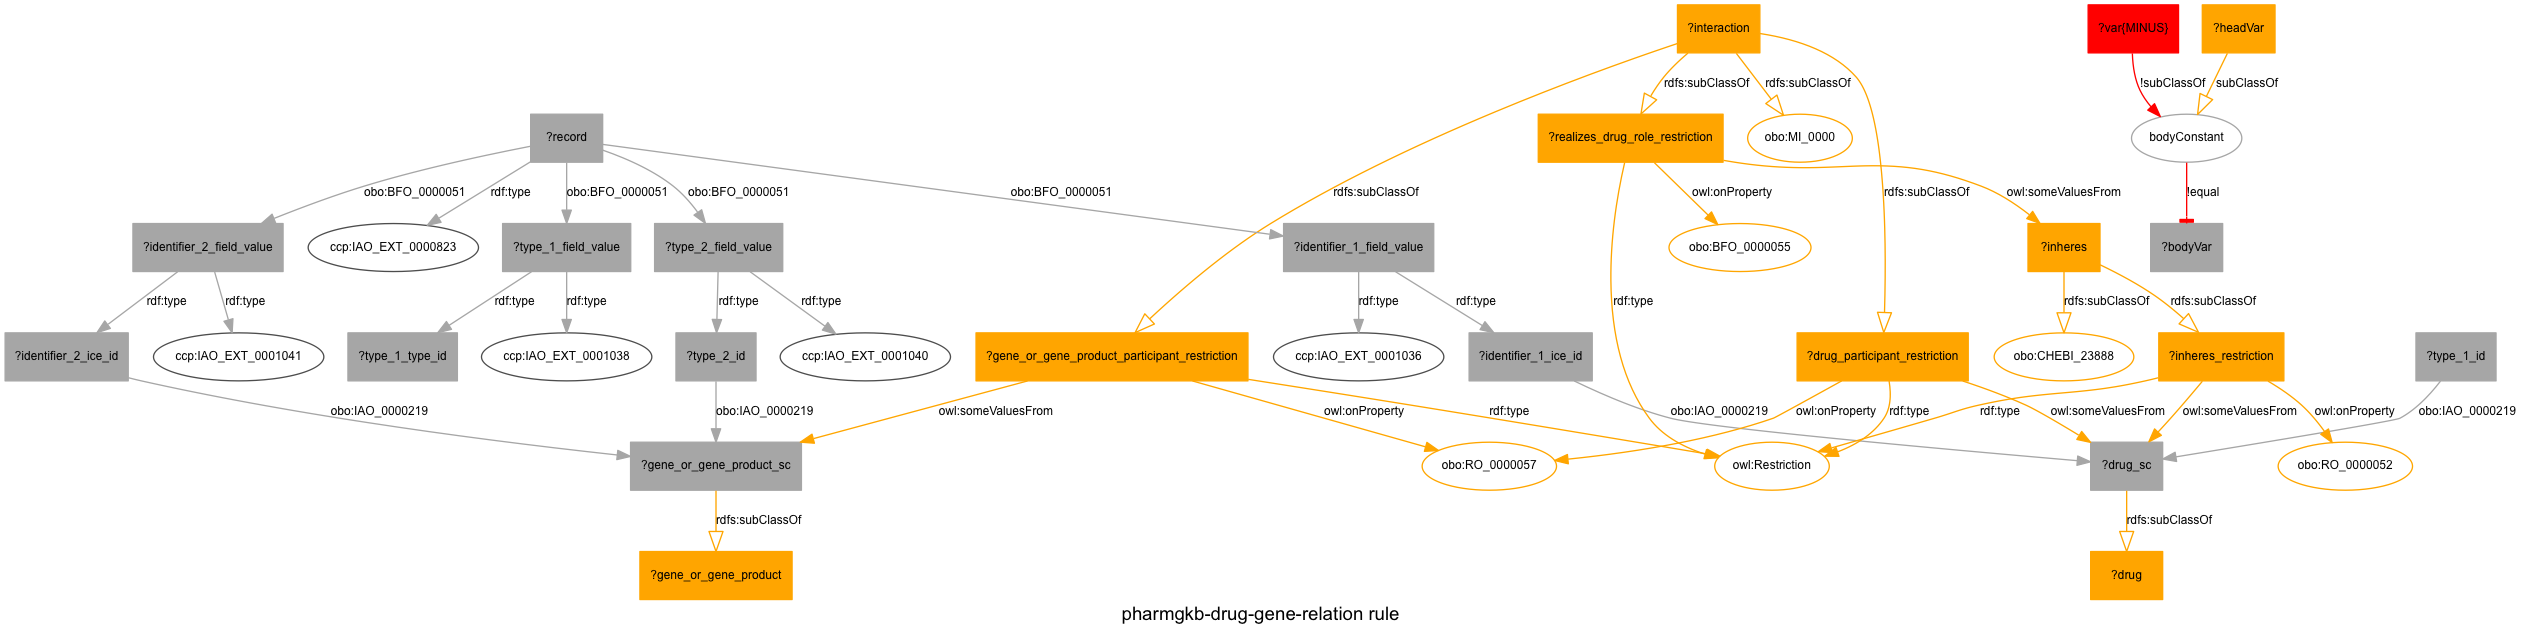 ?interaction
?var{MINUS}
?headVar
rdfs:subClassOf
rdfs:subClassOf
!subClassOf
subClassOf
?record
?realizes_drug_role_restriction
obo:MI_0000
bodyConstant
obo:BFO_0000051
rdf:type
obo:BFO_0000051
obo:BFO_0000051
obo:BFO_0000051
rdfs:subClassOf
owl:onProperty
rdfs:subClassOf
owl:someValuesFrom
!equal
?identifier_2_field_value
ccp:IAO_EXT_0000823
?type_1_field_value
?type_2_field_value
?identifier_1_field_value
obo:BFO_0000055
?inheres
?bodyVar
rdf:type
rdf:type
rdf:type
rdf:type
rdf:type
rdf:type
rdf:type
rdf:type
rdf:type
rdfs:subClassOf
rdfs:subClassOf
?identifier_2_ice_id
ccp:IAO_EXT_0001041
?type_1_type_id
ccp:IAO_EXT_0001038
?type_2_id
ccp:IAO_EXT_0001040
?gene_or_gene_product_participant_restriction
ccp:IAO_EXT_0001036
?identifier_1_ice_id
?drug_participant_restriction
obo:CHEBI_23888
?inheres_restriction
?type_1_id
obo:IAO_0000219
obo:IAO_0000219
owl:someValuesFrom
owl:onProperty
rdf:type
obo:IAO_0000219
owl:onProperty
rdf:type
rdf:type
owl:someValuesFrom
owl:someValuesFrom
owl:onProperty
obo:IAO_0000219
?gene_or_gene_product_sc
obo:RO_0000057
owl:Restriction
?drug_sc
obo:RO_0000052
rdfs:subClassOf
rdfs:subClassOf
?gene_or_gene_product
?drug
pharmgkb-drug-gene-relation rule